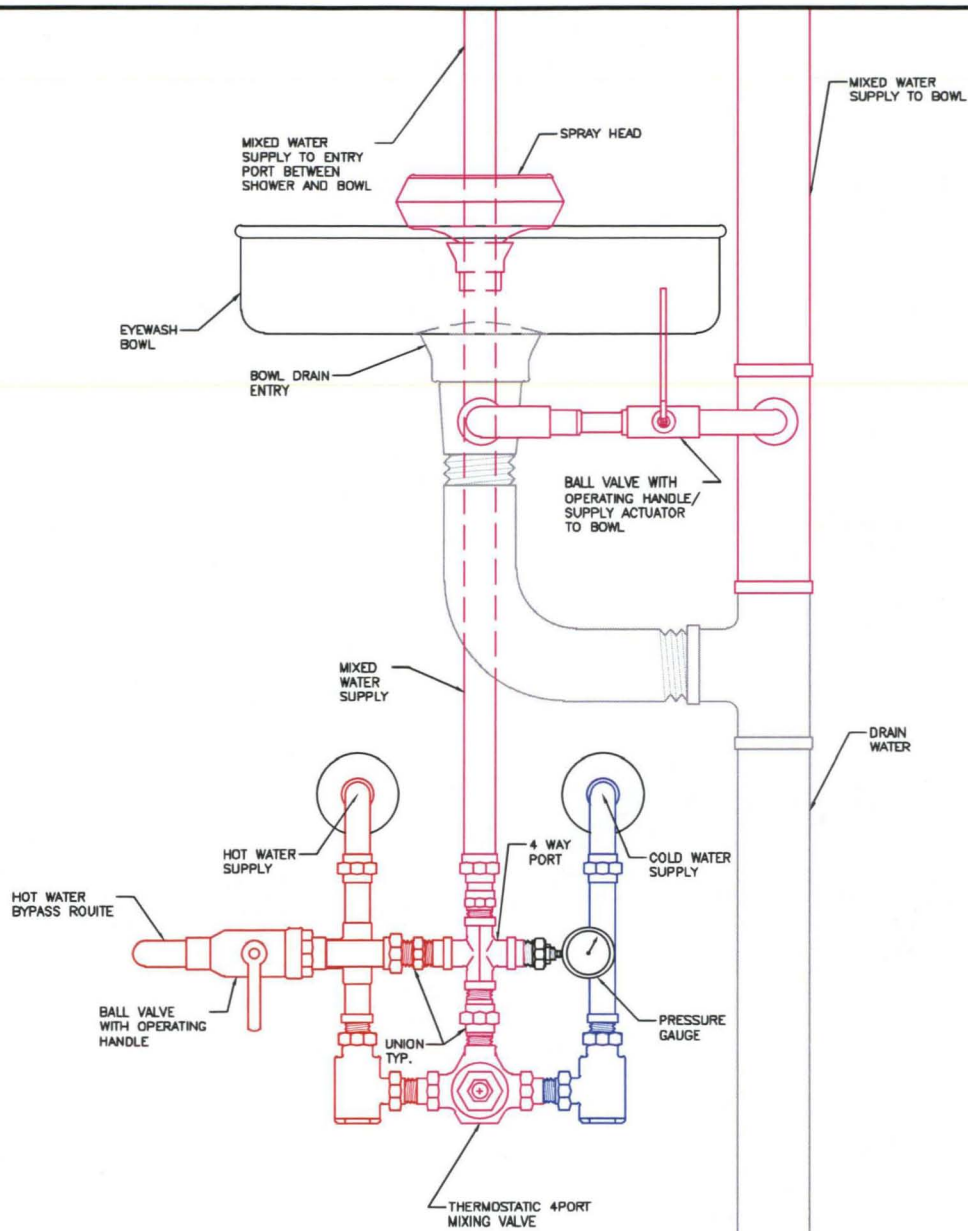 MIXED WATER
SUPPLY TO BOWL
SPRAY HEAD
MIXED WATER
SUPPLY TO ENTRY
PORT BETWEEN
SHOWER AND BOWL
EYEWASH
BOWL
BOWL DRAIN
ENTRY
BALL VALVE WITH
OPERATING HANDLE/
SUPPLY ACTUATOR
TO BOWL
MIXED
WATER
SUPPLY
DRAIN
WATER
HOT WATER
SUPPLY
4 WAY
PORT
COLD WATER
SUPPLY
HOT WATER
BYPASS ROUITE
BALL VALVE
WITH OPERATING
HANDLE
UNION
TYP.
PRESSURE
GAUGE
THERMOSTATIC 4PORT
MIXING VALVE